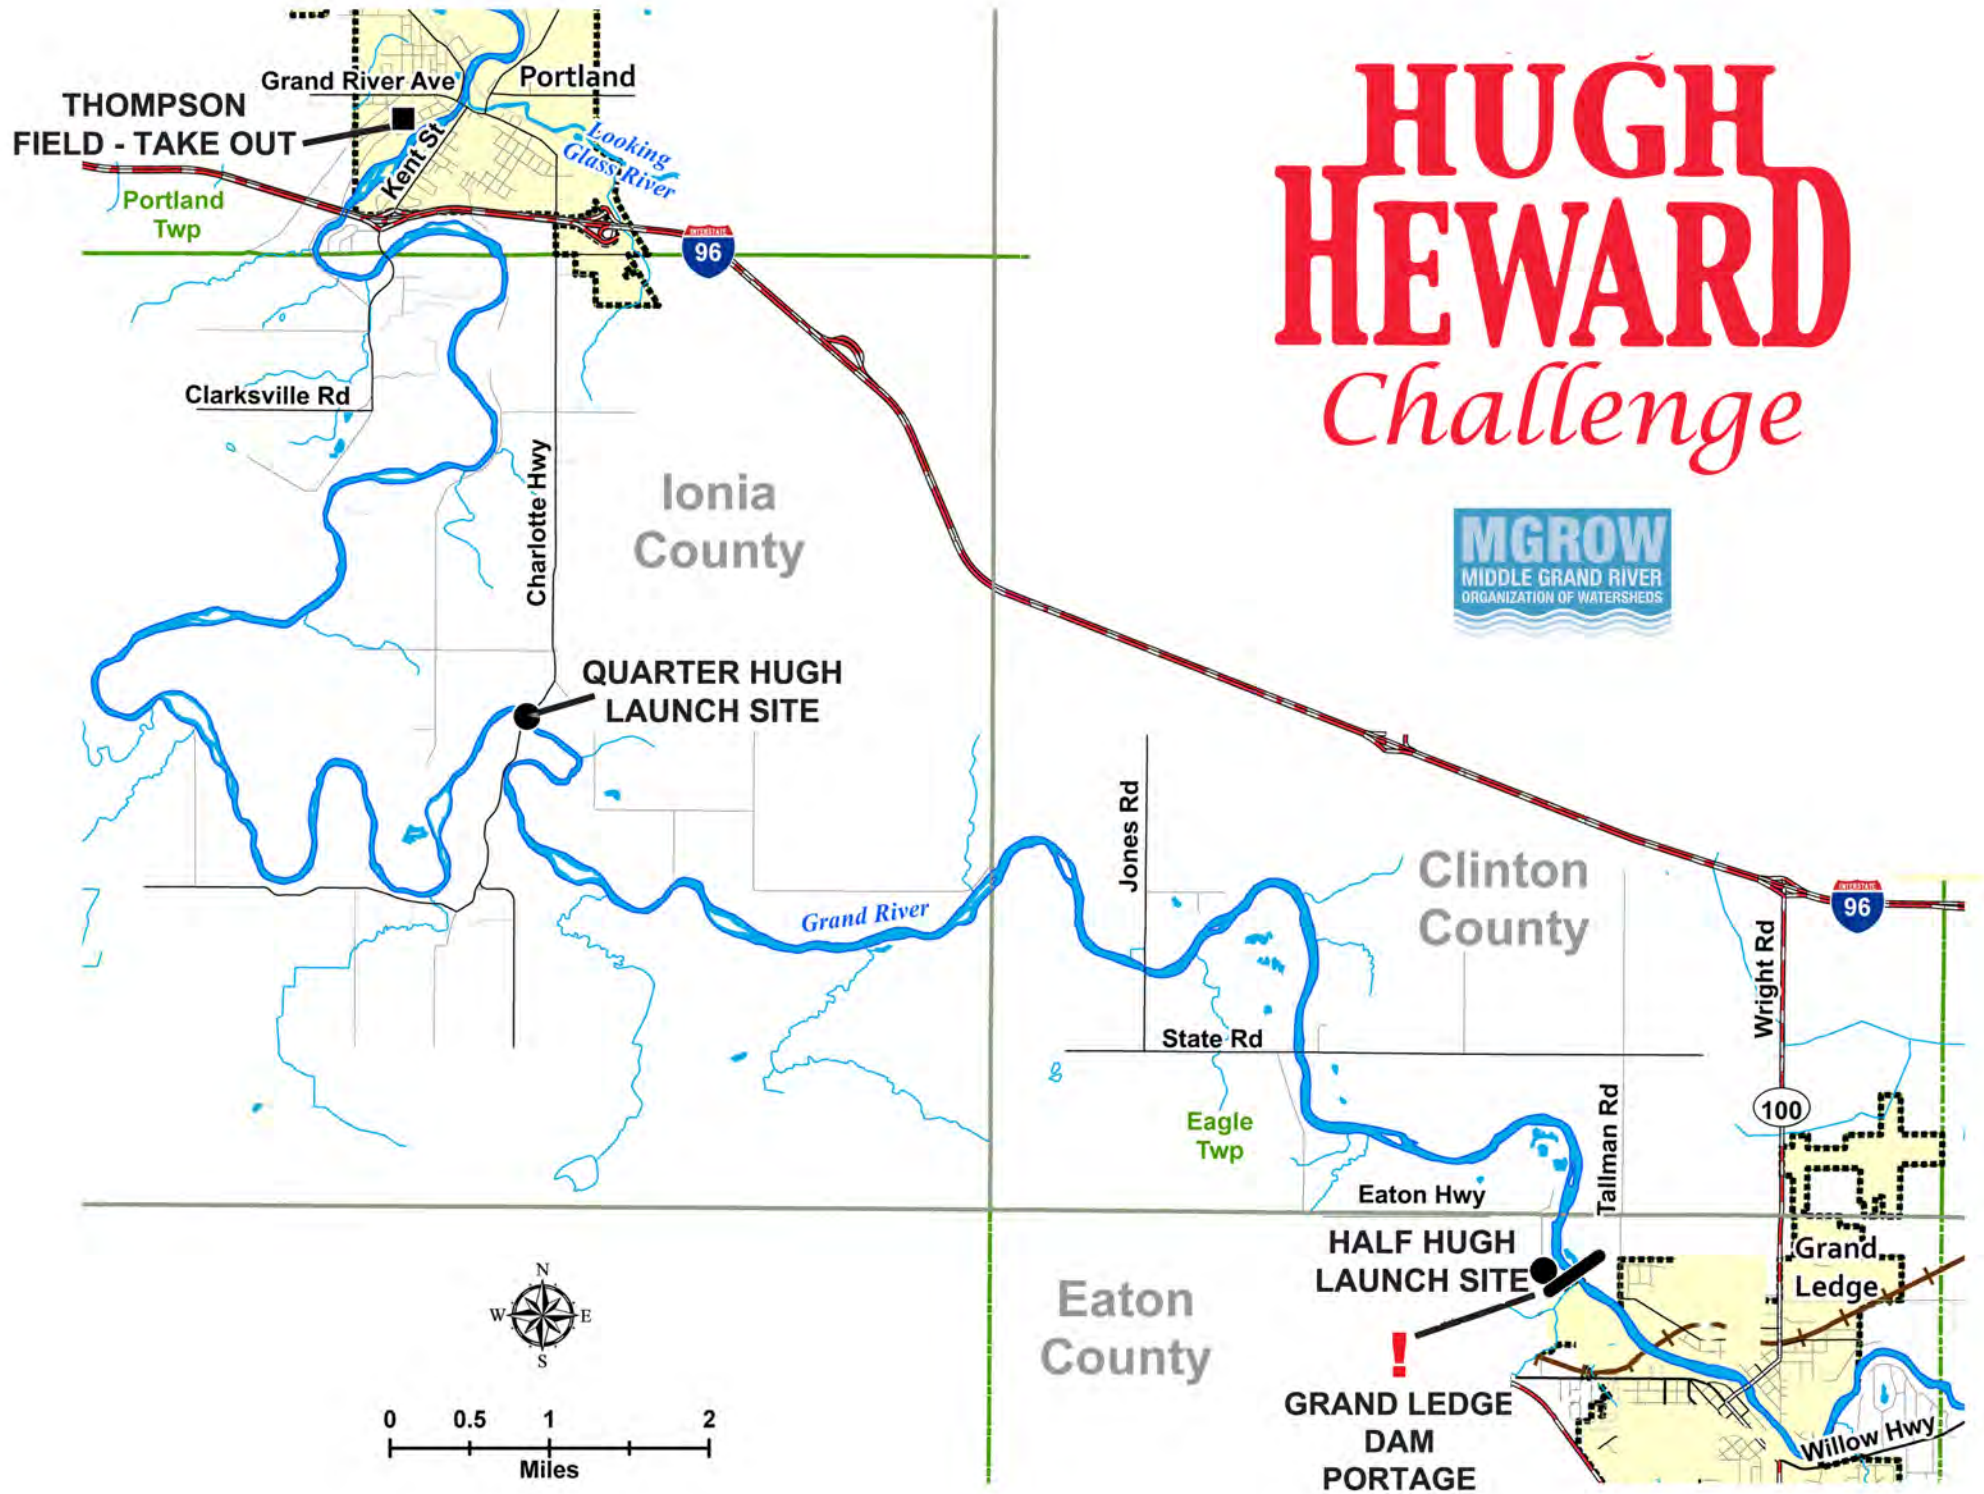 HUGH
HEWARD
Challenge
MGROW
MIDDLE GRAND RIVER
ORGANIZATION OF WATERSHEDS
Grand River Ave
Portland
THOMPSON
FIELD - TAKE OUT
Kent St
Looking
Glass River
Portland
Twp
INTERSTATE
96
Clarksville Rd
Charlotte Hwy
Ionia
County
QUARTER HUGH
LAUNCH SITE
Grand River
Jones Rd
Clinton
County
INTERSTATE
96
Wright Rd
State Rd
100
Eagle
Twp
Tallman Rd
Eaton Hwy
HALF HUGH
LAUNCH SITE
Grand
Ledge
Eaton
County
!
GRAND LEDGE
DAM
PORTAGE
Willow Hwy
N
W E
S
0 0.5 1 2
Miles